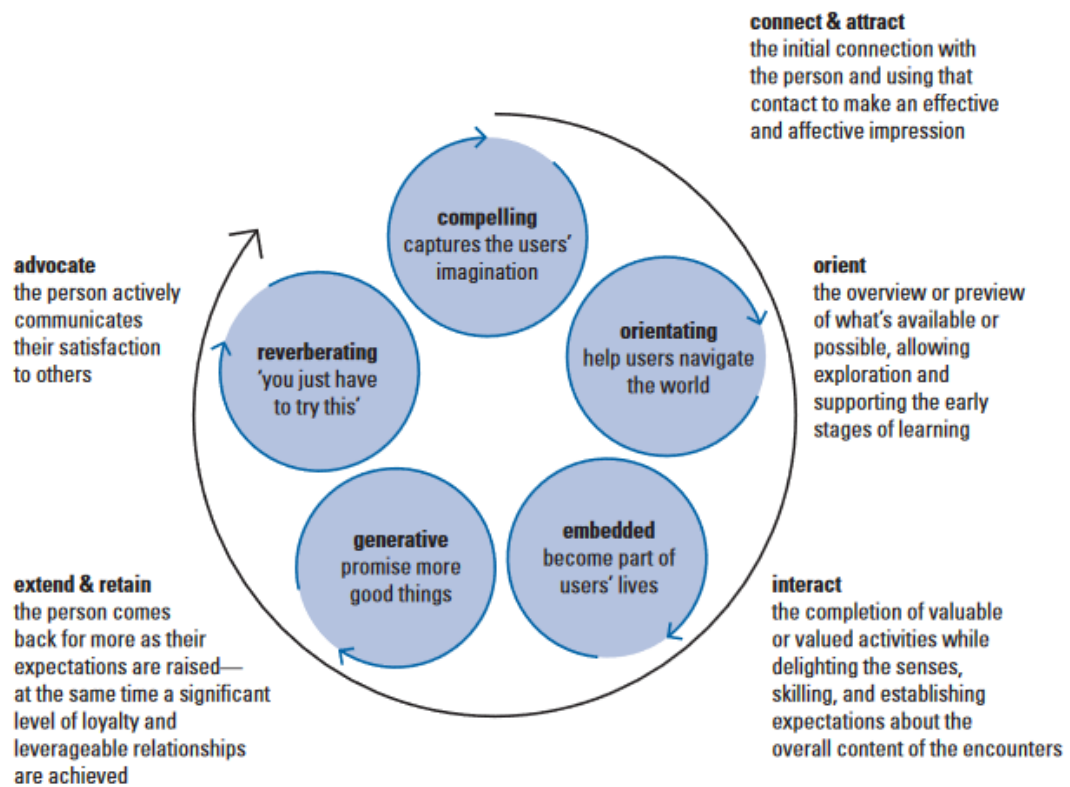 connect & attract
the initial connection with
the person and using that
contact to make an effective
and affective impression
compelling
captures the users’
imagination
orientating
help users navigate
the world
orient
the overview or preview
of what’s available or
possible, allowing
exploration and
supporting the early
stages of learning
embedded
become part of
users’ lives
interact
the completion of valuable
or valued activities while
delighting the senses,
skilling, and establishing
expectations about the
overall content of the encounters
generative
promise more
good things
extend & retain
the person comes
back for more as their
expectations are raised—
at the same time a significant
level of loyalty and
leverageable relationships
are achieved
reverberating
‘you just have
to try this’
advocate
the person actively
communicates
their satisfaction
to others